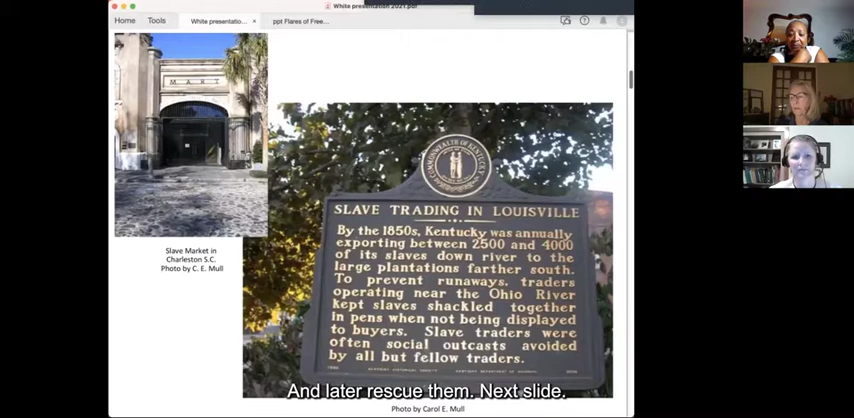 White presentation 2021.pdf
Home
Tools
White presentatio...
ppt Flares of Free...
MART
COMMONWEALTH OF KENTUCKY
SLAVE TRADING IN LOUISVILLE
By the 1850s, Kentucky was annually
exporting between 2500 and 4000
of its slaves down river to the
large plantations farther south.
To prevent runaways, traders
operating near the Ohio River
kept slaves shackled together
in pens when not being displayed
to buyers. Slave traders were
often social outcasts avoided
by all but fellow traders.
Slave Market in
Charleston S.C.
Photo by C. E. Mull
And later rescue them. Next slide.
Photo by Carol E. Mull